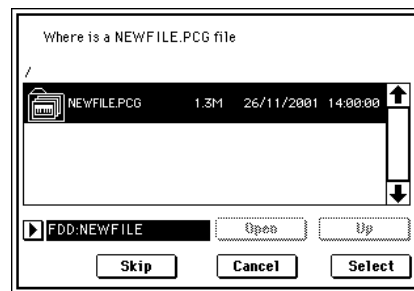 Where is a NEWFILE.PCG file
/
NEWFILE.PCG 1.3M 26/11/2001 14:00:00
FDD:NEWFILE Open Up
Skip Cancel Select